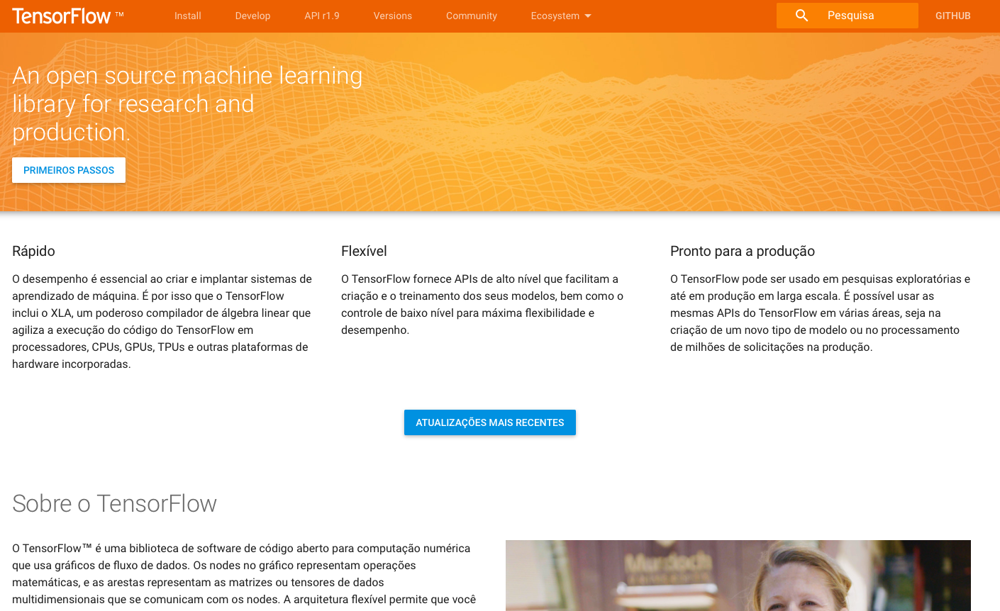 TensorFlow ™
Install Develop API r1.9 Versions Community Ecosystem
Pesquisa
GITHUB
An open source machine learning
library for research and
production.
PRIMEIROS PASSOS
Rápido
O desempenho é essencial ao criar e implantar sistemas de
aprendizado de máquina. É por isso que o TensorFlow
inclui o XLA, um poderoso compilador de álgebra linear que
agiliza a execução do código do TensorFlow em
processadores, CPUs, GPUs, TPUs e outras plataformas de
hardware incorporadas.
Flexível
O TensorFlow fornece APIs de alto nível que facilitam a
criação e o treinamento dos seus modelos, bem como o
controle de baixo nível para máxima flexibilidade e
desempenho.
Pronto para a produção
O TensorFlow pode ser usado em pesquisas exploratórias e
até em produção em larga escala. É possível usar as
mesmas APIs do TensorFlow em várias áreas, seja na
criação de um novo tipo de modelo ou no processamento
de milhões de solicitações na produção.
ATUALIZAÇÕES MAIS RECENTES
Sobre o TensorFlow
O TensorFlow™ é uma biblioteca de software de código aberto para computação numérica
que usa gráficos de fluxo de dados. Os nodes no gráfico representam operações
matemáticas, e as arestas representam as matrizes ou tensores de dados
multidimensionais que se comunicam com os nodes. A arquitetura flexível permite que você
Murdoch
UNIVERSITY